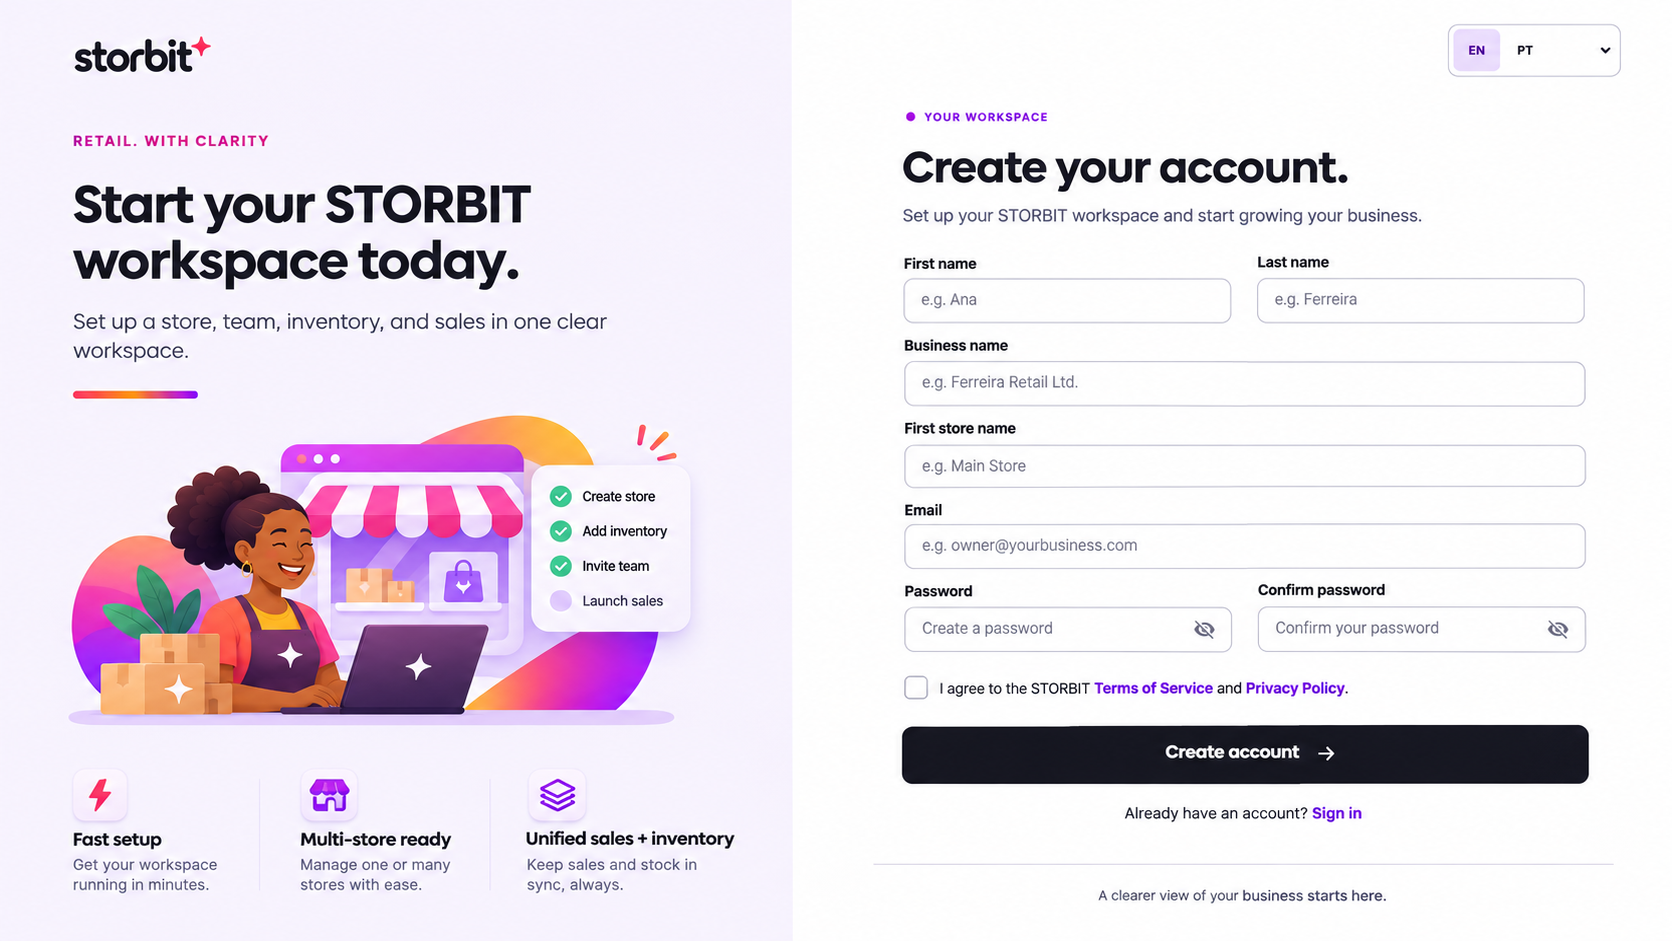 storbit
RETAIL. WITH CLARITY
Start your STORBIT
workspace today.
Set up a store, team, inventory, and sales in one clear
workspace.
Create store
Add inventory
Invite team
Launch sales
Fast setup
Get your workspace
running in minutes.
Multi-store ready
Manage one or many
stores with ease.
Unified sales + inventory
Keep sales and stock in
sync, always.
EN PT
YOUR WORKSPACE
Create your account.
Set up your STORBIT workspace and start growing your business.
First name
e.g. Ana
Last name
e.g. Ferreira
Business name
e.g. Ferreira Retail Ltd.
First store name
e.g. Main Store
Email
e.g. owner@yourbusiness.com
Password
Create a password
Confirm password
Confirm your password
I agree to the STORBIT Terms of Service and Privacy Policy.
Create account →
Already have an account? Sign in
A clearer view of your business starts here.